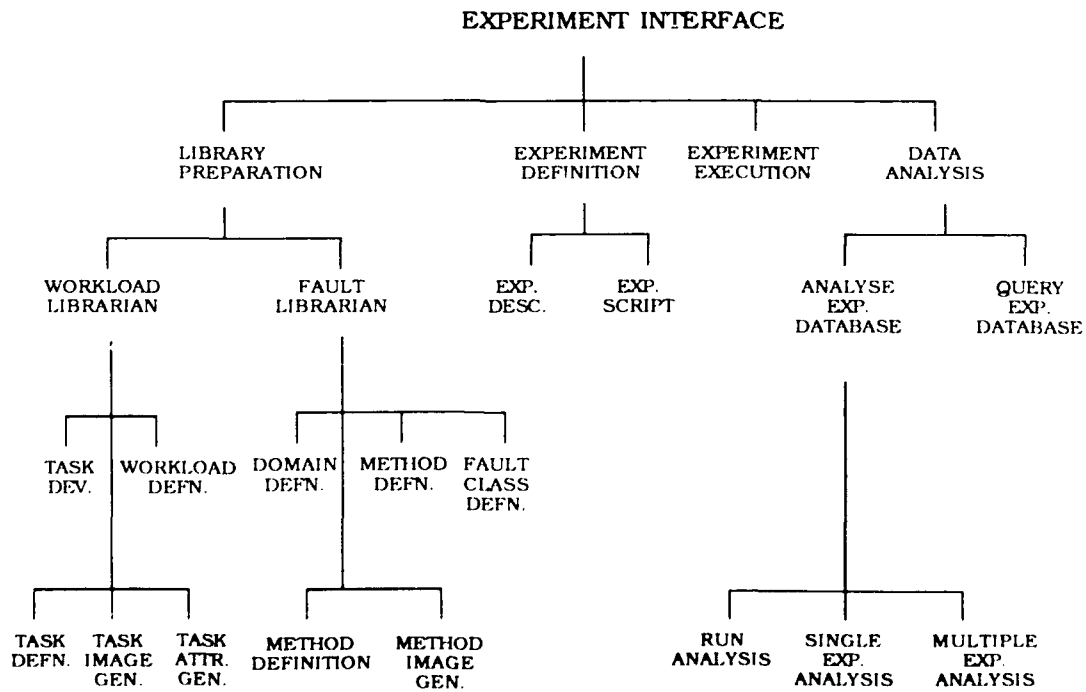 EXPERIMENT INTERFACE
LIBRARY
PREPARATION
EXPERIMENT
DEFINITION
EXPERIMENT
EXECUTION
DATA
ANALYSIS
WORKLOAD
LIBRARIAN
FAULT
LIBRARIAN
EXP.
DESC.
EXP.
SCRIPT
ANALYSE
EXP.
DATABASE
QUERY
EXP.
DATABASE
TASK
DEV.
WORKLOAD
DEFN.
DOMAIN
DEFN.
METHOD
DEFN.
FAULT
CLASS
DEFN.
TASK
DEFN.
TASK
IMAGE
GEN.
TASK
ATTR.
GEN.
METHOD
DEFINITION
METHOD
IMAGE
GEN.
RUN
ANALYSIS
SINGLE
EXP.
ANALYSIS
MULTIPLE
EXP.
ANALYSIS